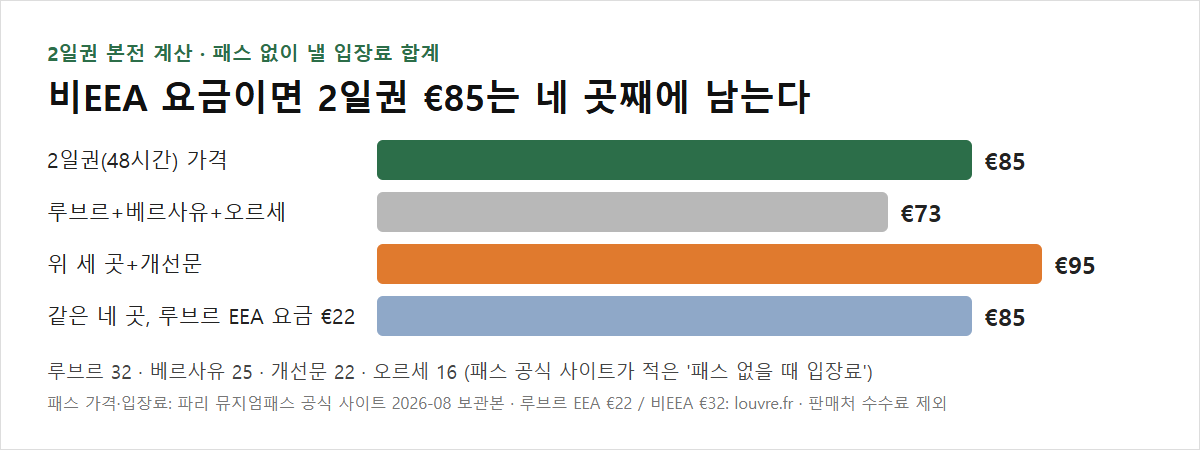 2일권 본전 계산 · 패스 없이 낼 입장료 합계
비EEA 요금이면 2일권 €85는 네 곳째에 남는다
2일권(48시간) 가격 €85
루브르+베르사유+오르세 €73
위 세 곳+개선문 €95
같은 네 곳, 루브르 EEA 요금 €22 €85
루브르 32 · 베르사유 25 · 개선문 22 · 오르세 16 (패스 공식 사이트가 적은 '패스 없을 때 입장료')
패스 가격·입장료: 파리 뮤지엄패스 공식 사이트 2026-08 보관본 · 루브르 EEA €22 / 비EEA €32: louvre.fr · 판매처 수수료 제외